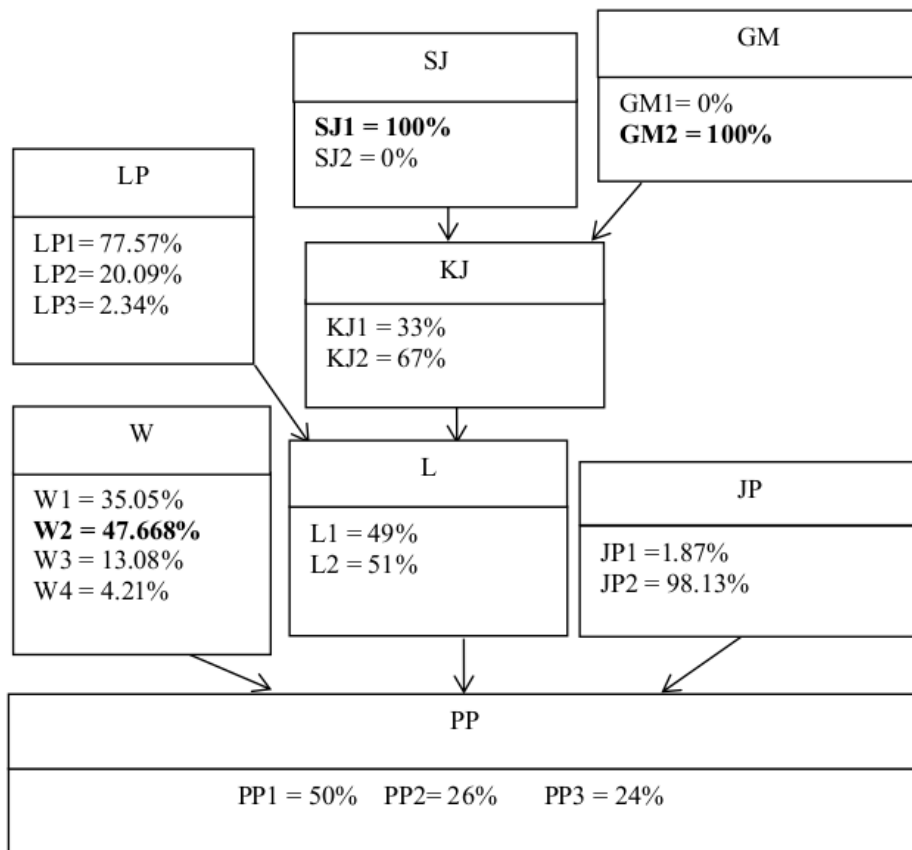 SJ
SJ1 = 100%
SJ2 = 0%
GM
GM1= 0%
GM2 = 100%
LP
LP1= 77.57%
LP2= 20.09%
LP3= 2.34%
KJ
KJ1 = 33%
KJ2 = 67%
W
W1 = 35.05%
W2 = 47.668%
W3 = 13.08%
W4 = 4.21%
L
L1 = 49%
L2 = 51%
JP
JP1 =1.87%
JP2 = 98.13%
PP
PP1 = 50% PP2= 26% PP3 = 24%